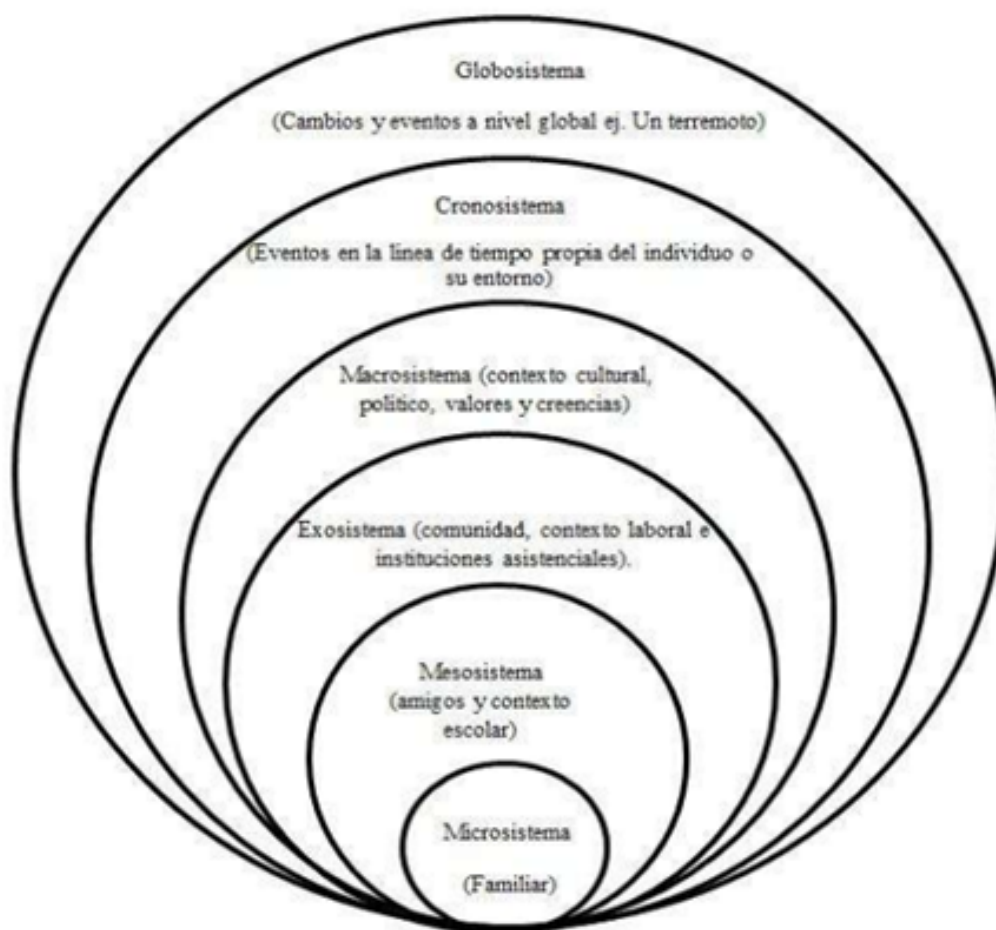 Globosistema
(Cambios y eventos a nivel global ej. Un terremoto)
Cronosistema
(Eventos en la linea de tiempo propia del individuo o
su entorno)
Macrosistema (contexto cultural,
politico, valores y creencias)
Exosistema (comunidad, contexto laboral e
instituciones asistenciales).
Mesosistema
(amigos y contexto
escolar)
Microsistema
(Familiar)